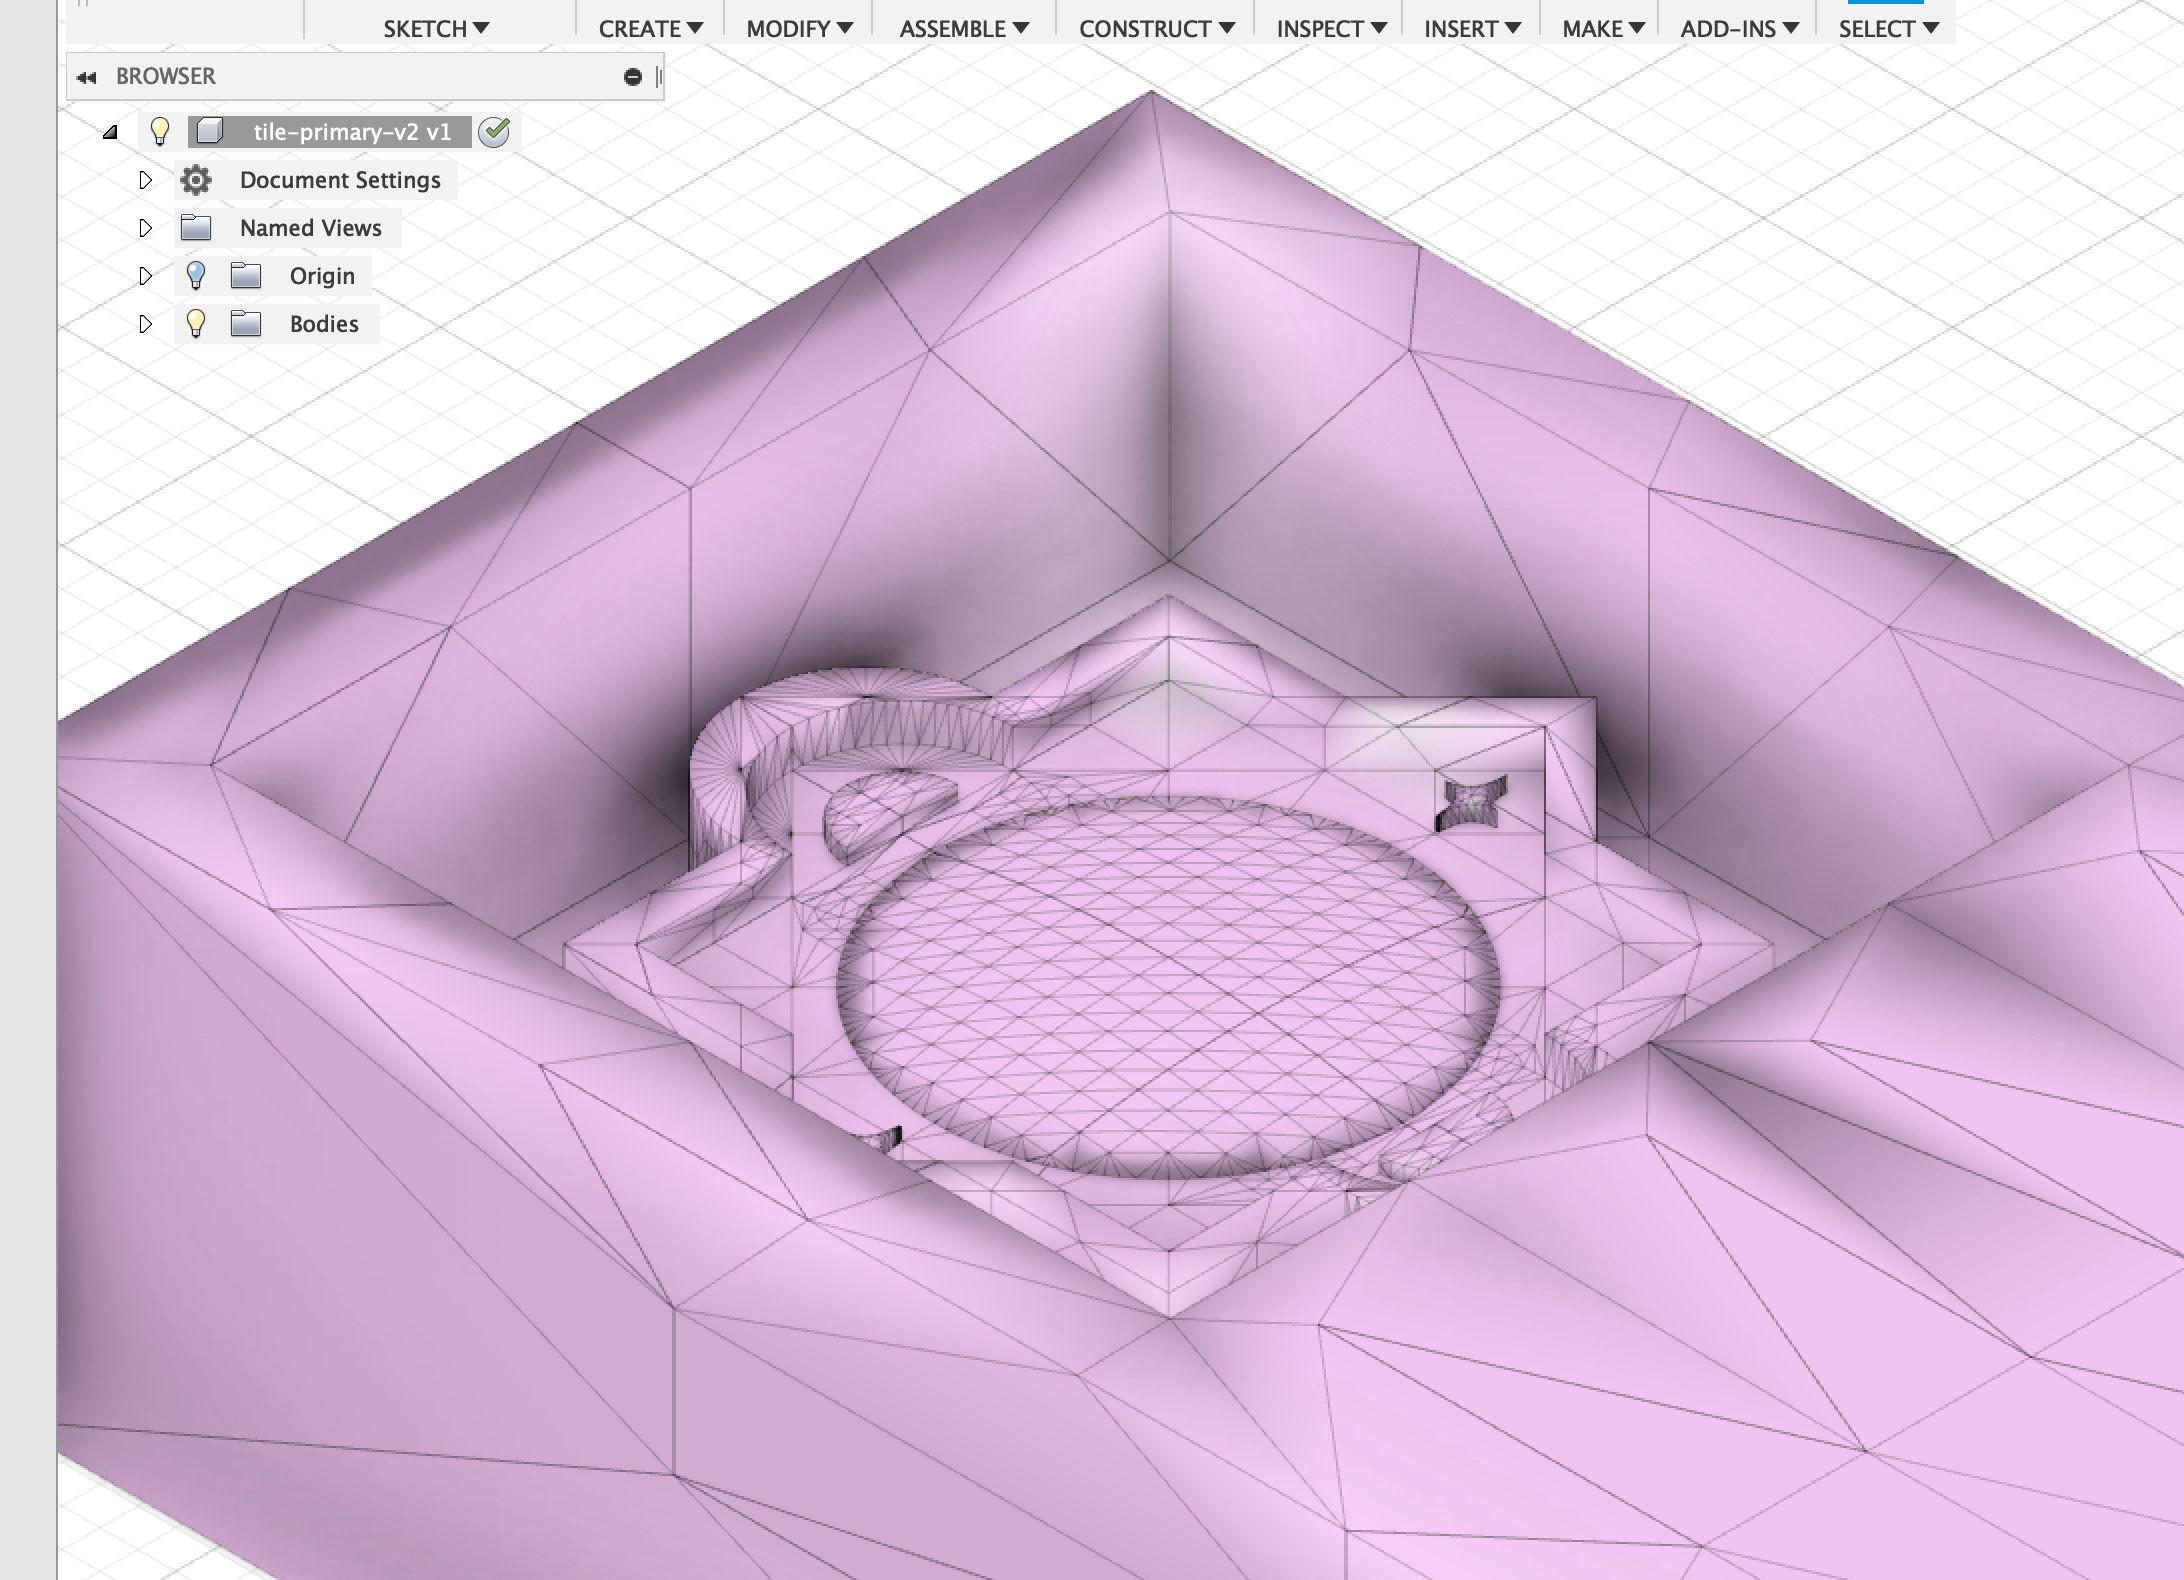 SKETCH CREATE MODIFY ASSEMBLE CONSTRUCT INSPECT INSERT MAKE ADD-INS SELECT
BROWSER
tile-primary-v2 v1
Document Settings
Named Views
Origin
Bodies